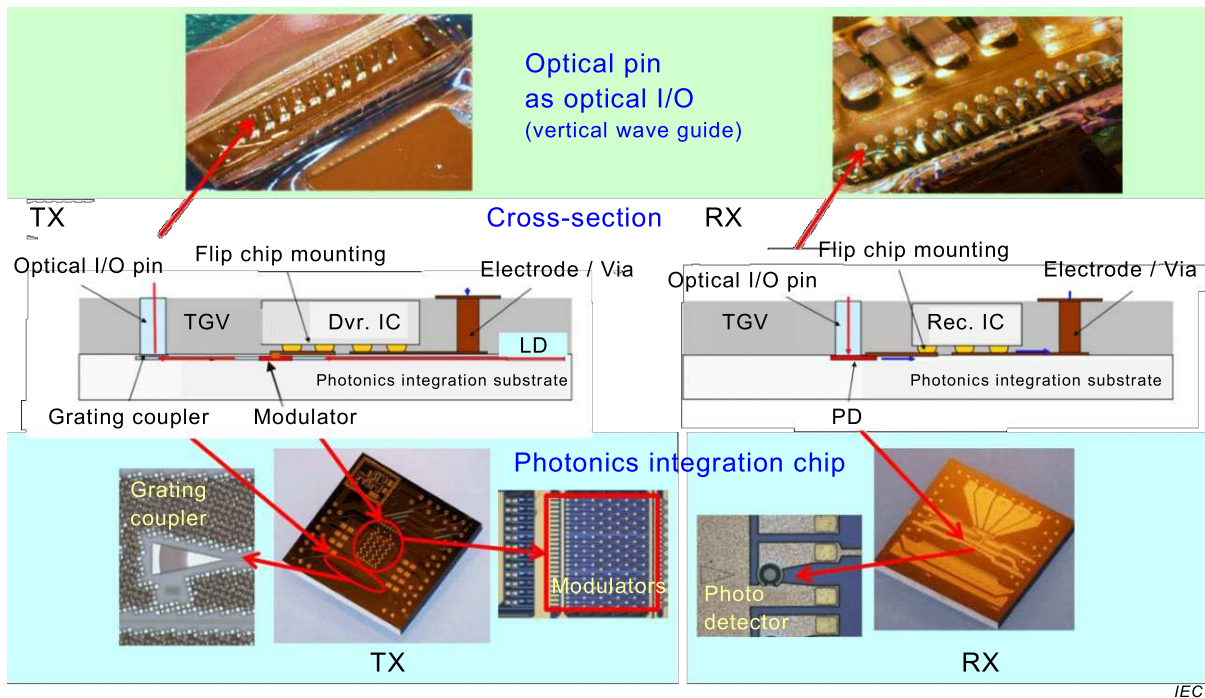 Optical pin
as optical I/O
(vertical wave guide)
TX
Cross-section
RX
Optical I/O pin
Flip chip mounting
Electrode / Via
TGV
Dvr. IC
LD
Photonics integration substrate
Grating coupler
Modulator
Optical I/O pin
Flip chip mounting
Electrode / Via
TGV
Rec. IC
Photonics integration substrate
PD
Photonics integration chip
Grating
coupler
Modulators
Photo
detector
TX
RX
IEC